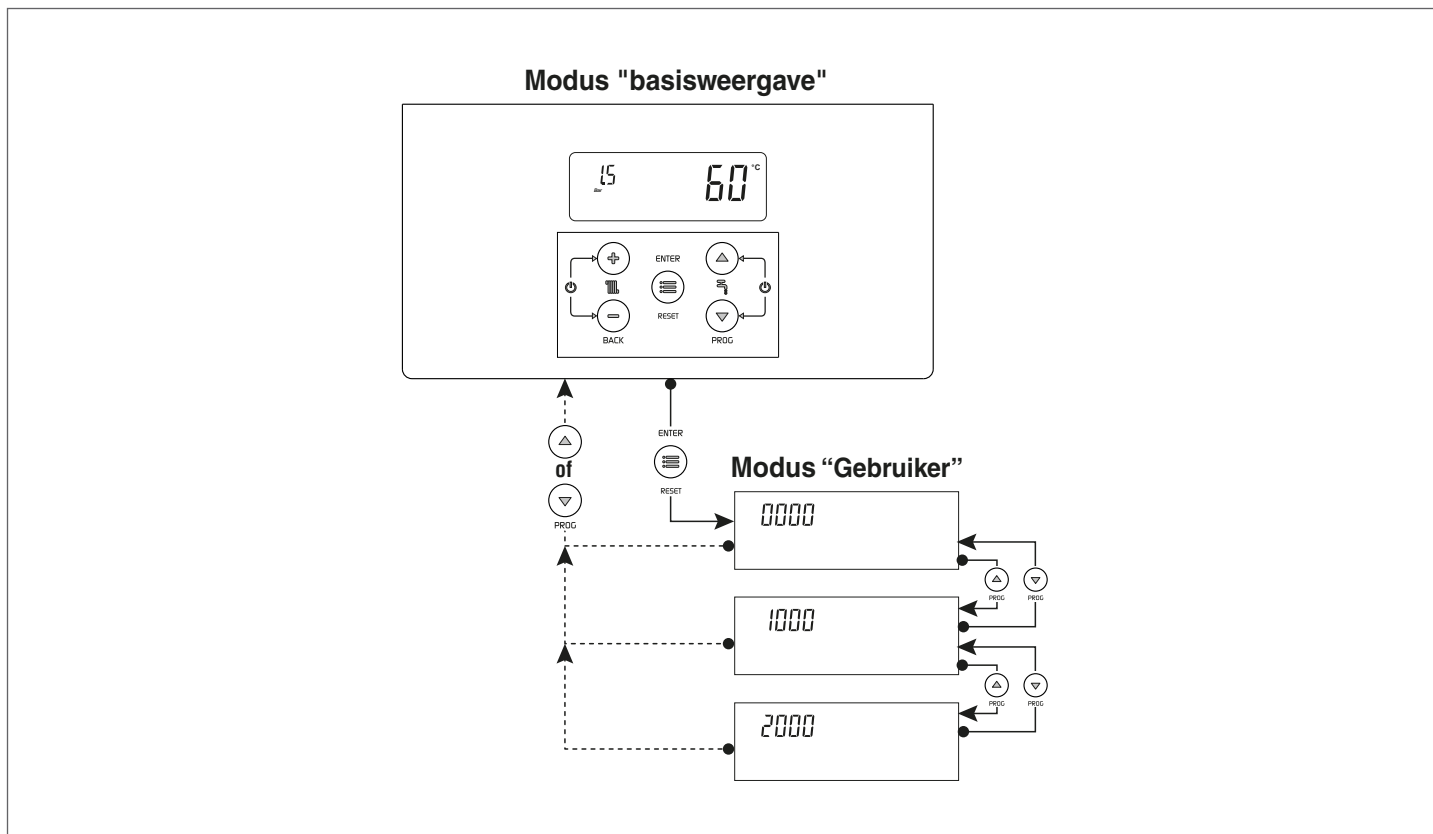 Modus "basisweergave"
1.5 60 °C
Bar
ENTER
RESET
BACK PROG
ENTER
of
RESET
PROG
Modus “Gebruiker”
0000
PROG PROG
1000
PROG PROG
2000